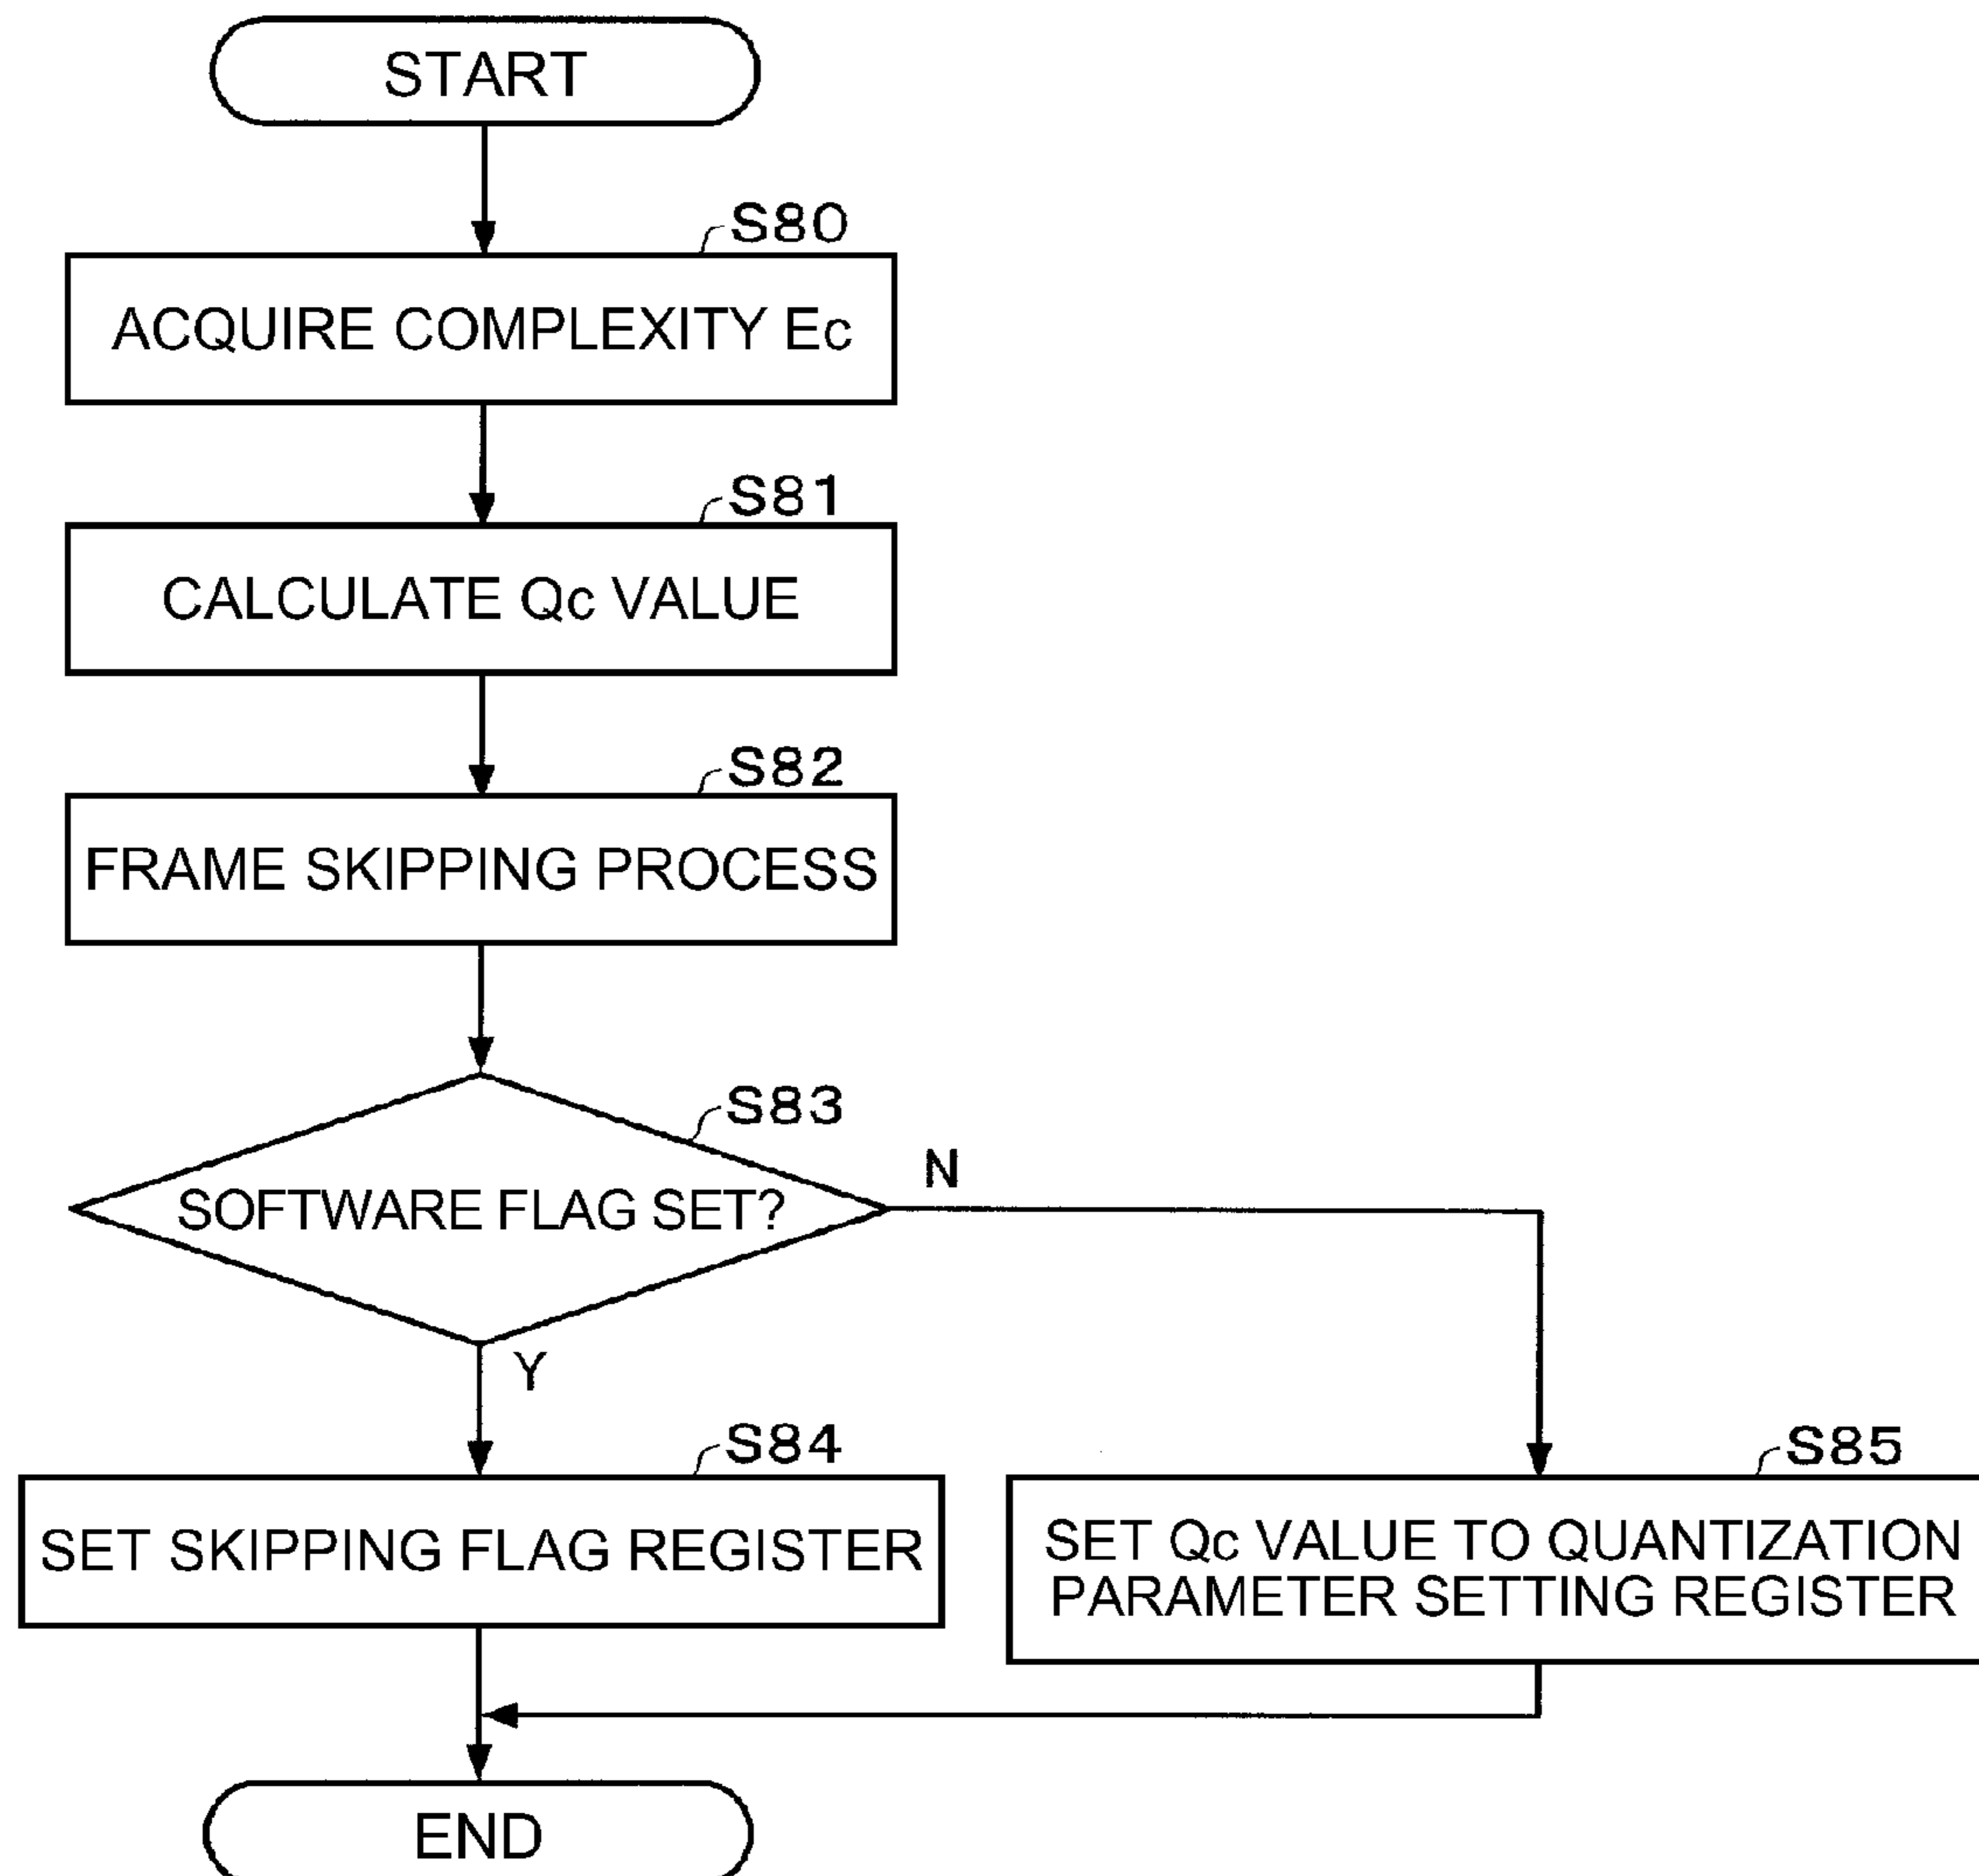 START
S80
ACQUIRE COMPLEXITY Ec
S81
CALCULATE Qc VALUE
S82
FRAME SKIPPING PROCESS
S83
SOFTWARE FLAG SET?
N
Y
S84
SET SKIPPING FLAG REGISTER
S85
SET Qc VALUE TO QUANTIZATION
PARAMETER SETTING REGISTER
END